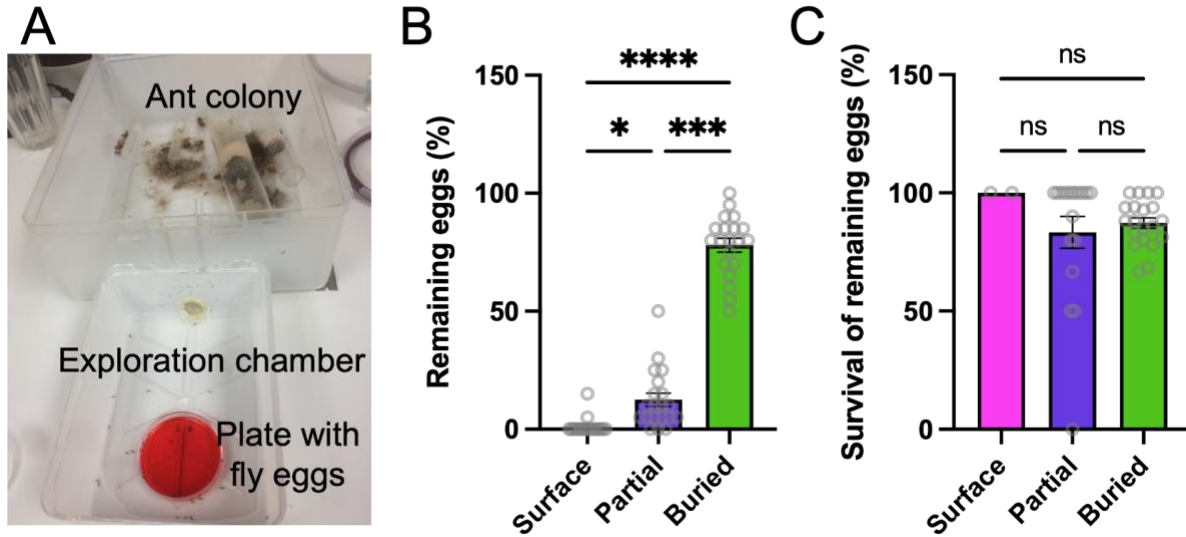 A
Ant colony
Exploration chamber
Plate with
fly eggs
B
Remaining eggs (%)
150
100
50
0
****
*
***
Surface
Partial
Buried
C
Survival of remaining eggs (%)
150
100
50
0
ns
ns
ns
Surface
Partial
Buried